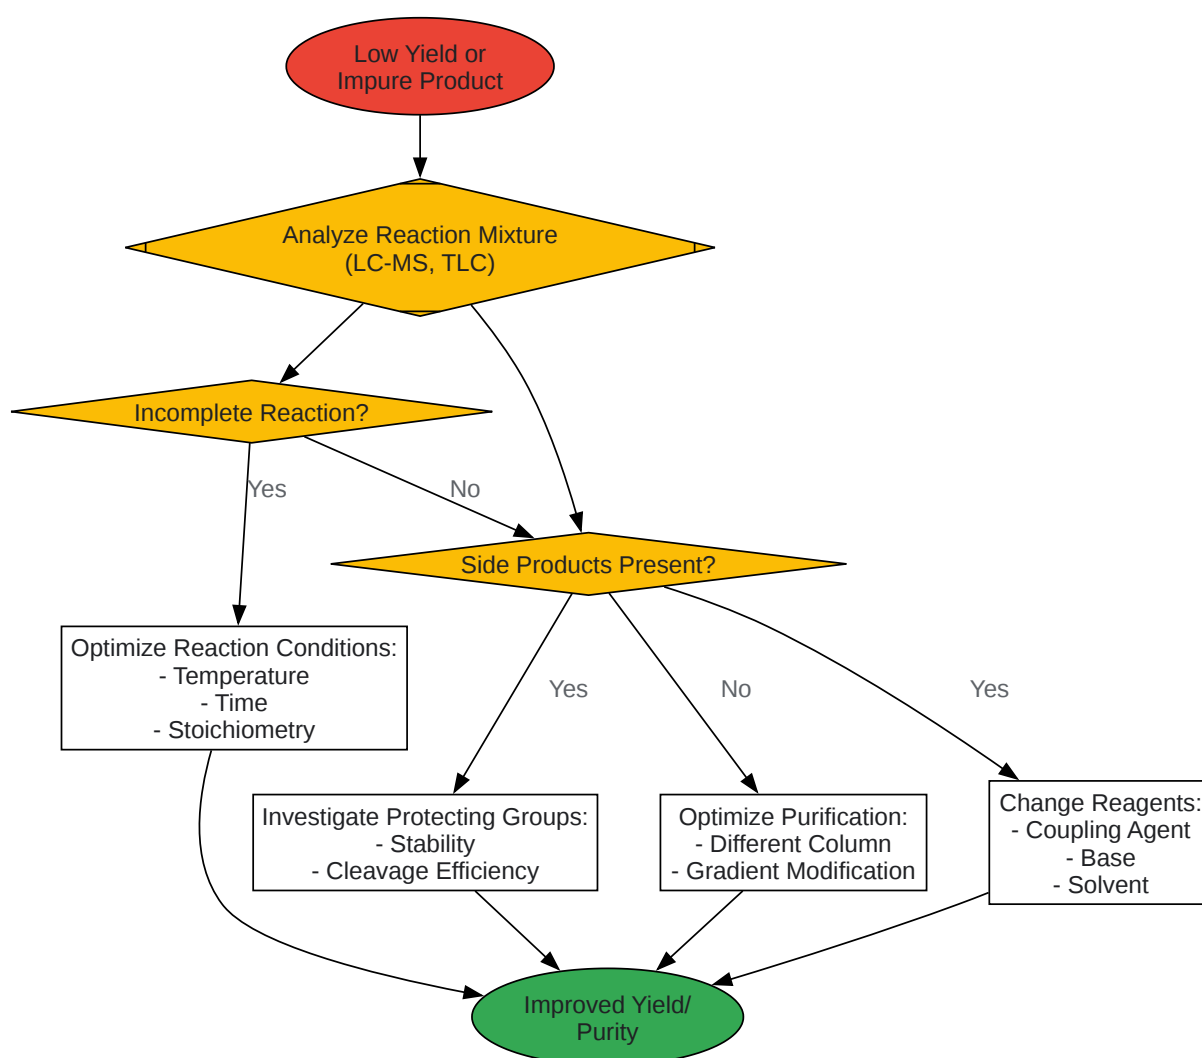 Low Yield or
Impure Product
Analyze Reaction Mixture
(LC-MS, TLC)
Incomplete Reaction?
Yes
No
Side Products Present?
Optimize Reaction Conditions:
- Temperature
- Time
- Stoichiometry
Yes
No
Yes
Investigate Protecting Groups:
- Stability
- Cleavage Efficiency
Optimize Purification:
- Different Column
- Gradient Modification
Change Reagents:
- Coupling Agent
- Base
- Solvent
Improved Yield/
Purity